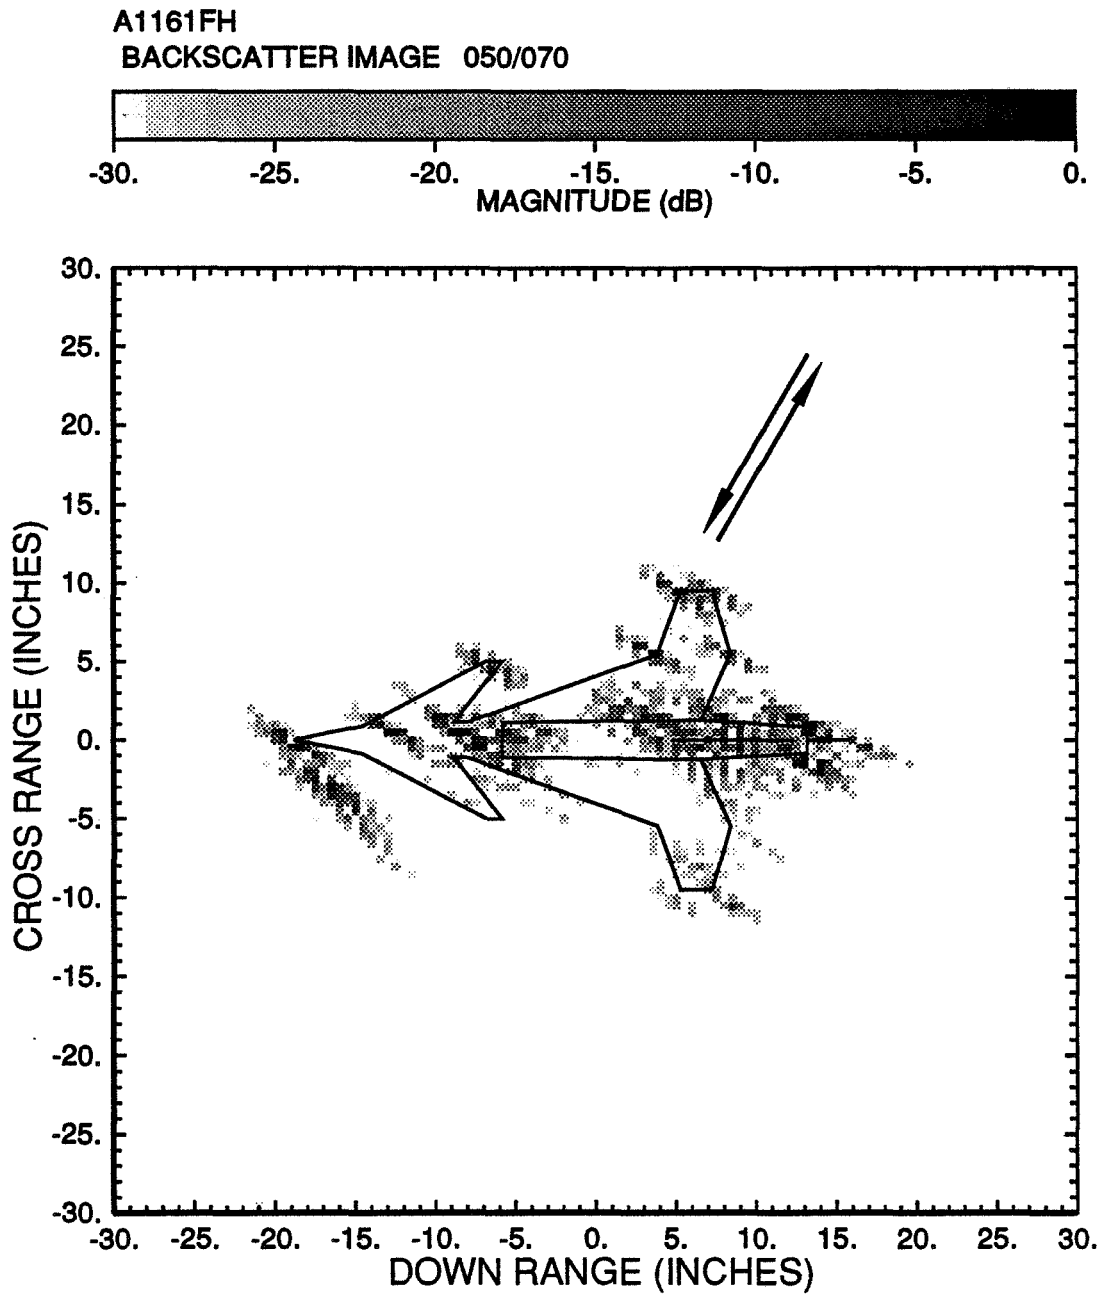 A1161FH
BACKSCATTER IMAGE 050/070
-30. -25. -20. -15. -10. -5. 0.
MAGNITUDE (dB)
30.
25.
20.
15.
10.
5.
0.
-5.
-10.
-15.
-20.
-25.
-30.
CROSS RANGE (INCHES)
-30. -25. -20. -15. -10. -5. 0. 5. 10. 15. 20. 25. 30.
DOWN RANGE (INCHES)